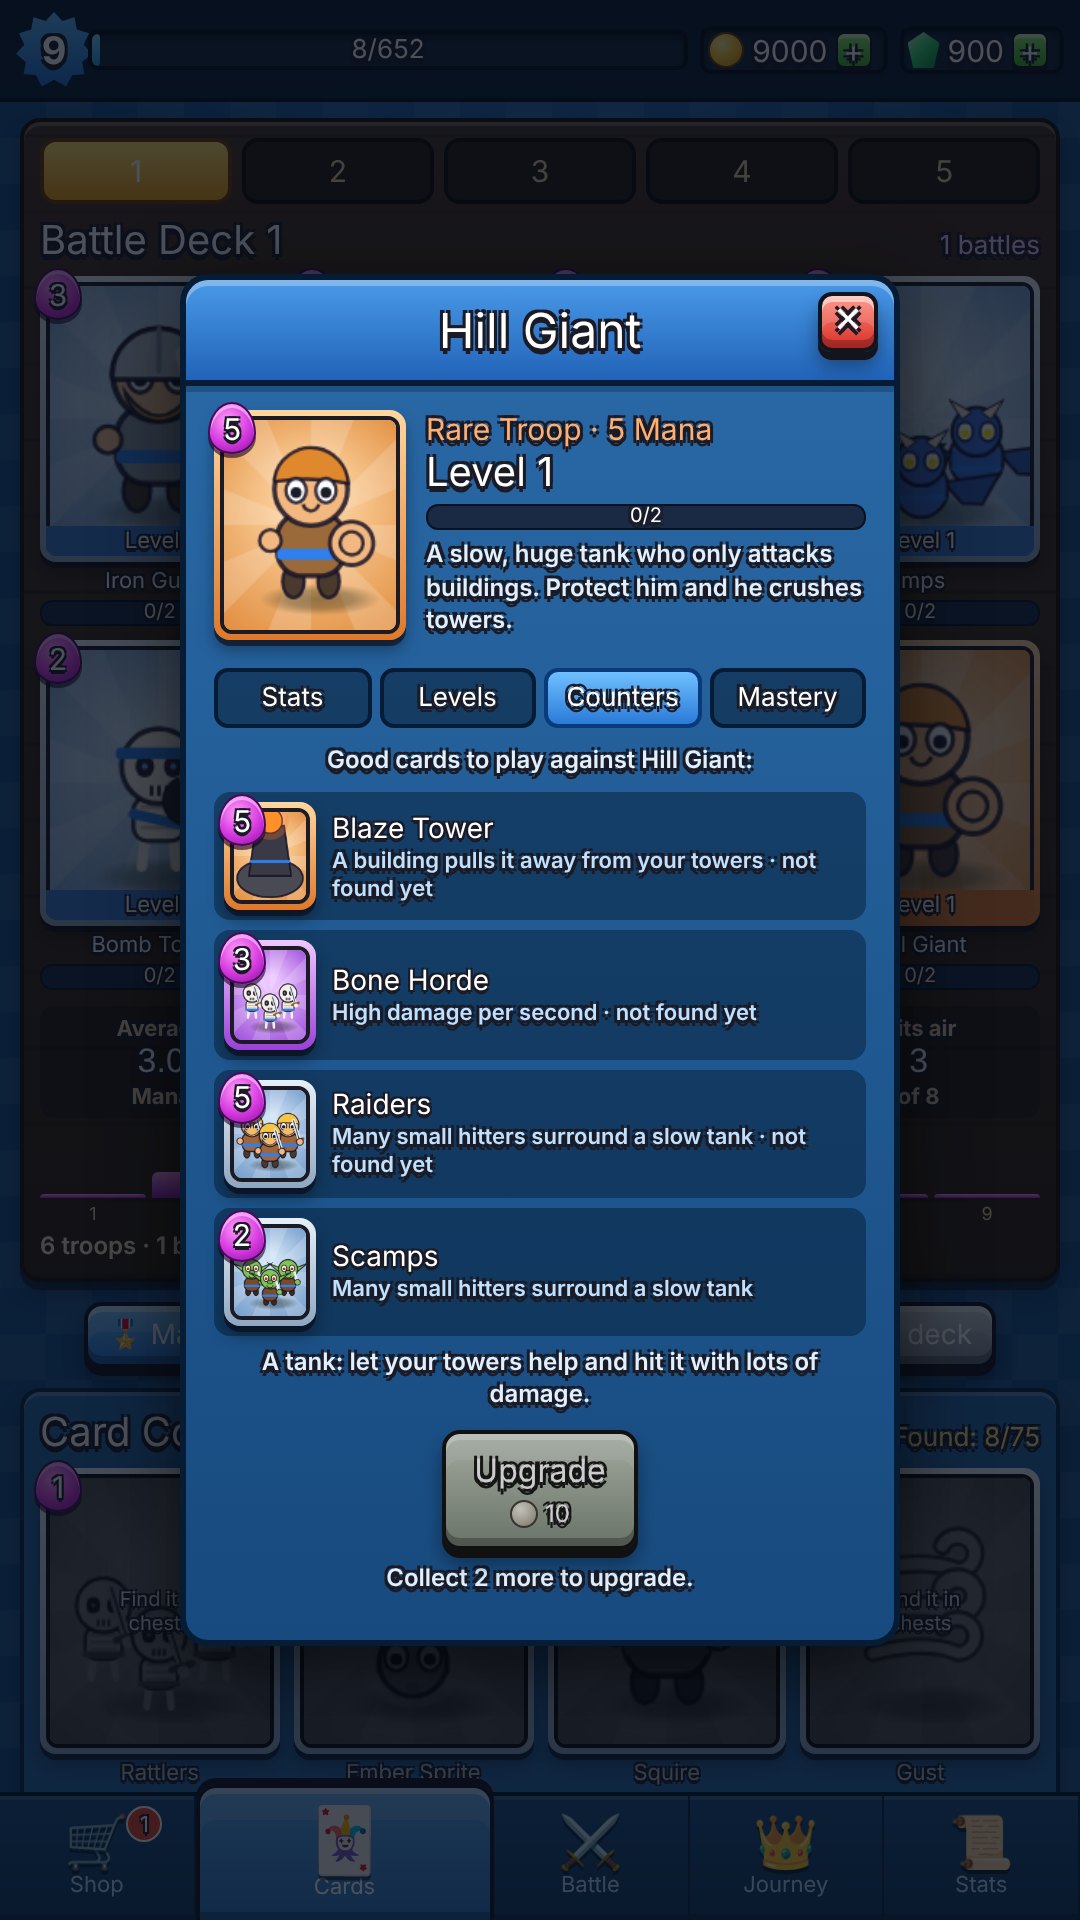 9
8/652
9000
900
1
2
3
4
5
Battle Deck 1
1 battles
3
Hill Giant
5
Rare Troop · 5 Mana
Level 1
0/2
A slow, huge tank who only attacks
buildings. Protect him and he crushes
towers.
Level
evel 1
Iron Gu
mps
0/2
0/2
2
Stats
Levels
Counters
Mastery
Good cards to play against Hill Giant:
5
Blaze Tower
A building pulls it away from your towers · not
found yet
Level
evel 1
Bomb To
l Giant
0/2
0/2
3
Bone Horde
High damage per second · not found yet
Avera
its air
3.0
3
Man
of 8
5
Raiders
Many small hitters surround a slow tank · not
found yet
1
9
6 troops · 1 b
2
Scamps
Many small hitters surround a slow tank
Ma
deck
A tank: let your towers help and hit it with lots of
damage.
Card Co
Found: 8/75
1
Upgrade
10
Collect 2 more to upgrade.
Find it
chest
nd it in
hests
Rattlers
Ember Sprite
Squire
Gust
1
Shop
Cards
Battle
Journey
Stats